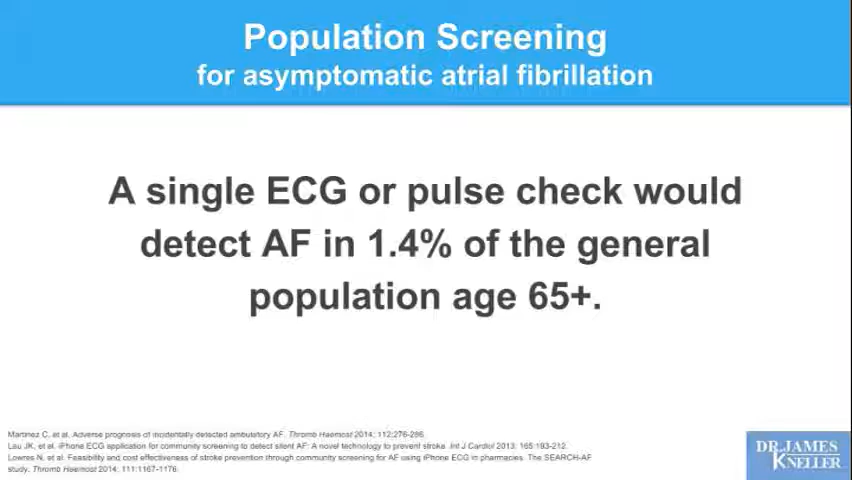 Population Screening
for asymptomatic atrial fibrillation
A single ECG or pulse check would
detect AF in 1.4% of the general
population age 65+.
Martinez C, et al. Adverse prognosis of incidentally detected ambulatory AF. Thromb Haemost 2014; 112;276-286.
Lau JK, et al. iPhone ECG application for community screening to detect silent AF: A novel technology to prevent stroke. Int J Cardiol 2013; 165:193-212.
Lowres N, et al. Feasibility and cost effectiveness of stroke prevention through community screening for AF using iPhone ECG in pharmacies. The SEARCH-AF
study. Thromb Haemost 2014; 111:1167-1176.
DR.JAMES
KNELLER